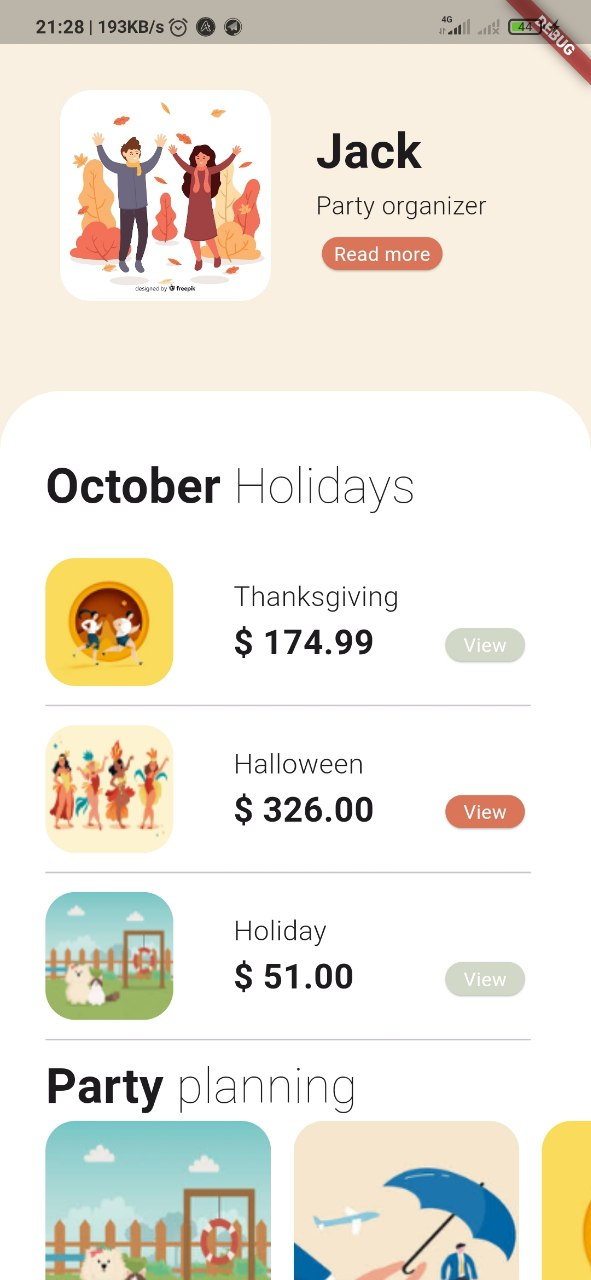 21:28 | 193KB/s
4G
44
DEBUG
Jack
Party organizer
Read more
designed by freepik
October Holidays
Thanksgiving
$ 174.99
View
Halloween
$ 326.00
View
Holiday
$ 51.00
View
Party planning